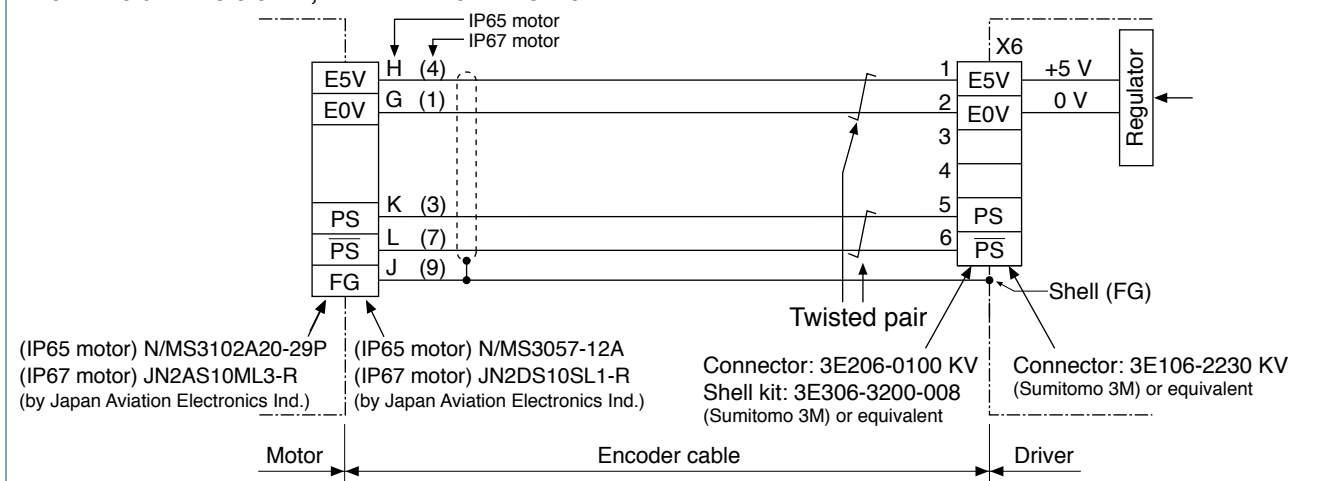 IP65 motor
IP67 motor
X6
H (4)
1
E5V
E5V
+5 V
G (1)
2
E0V
E0V
0 V
Regulator
3
4
K (3)
5
PS
PS
L (7)
6
PS
PS
J (9)
FG
Shell (FG)
Twisted pair
(IP65 motor) N/MS3102A20-29P
(IP67 motor) JN2AS10ML3-R
(by Japan Aviation Electronics Ind.)
(IP65 motor) N/MS3057-12A
(IP67 motor) JN2DS10SL1-R
(by Japan Aviation Electronics Ind.)
Connector: 3E206-0100 KV
Shell kit: 3E306-3200-008
(Sumitomo 3M) or equivalent
Connector: 3E106-2230 KV
(Sumitomo 3M) or equivalent
Motor
Encoder cable
Driver